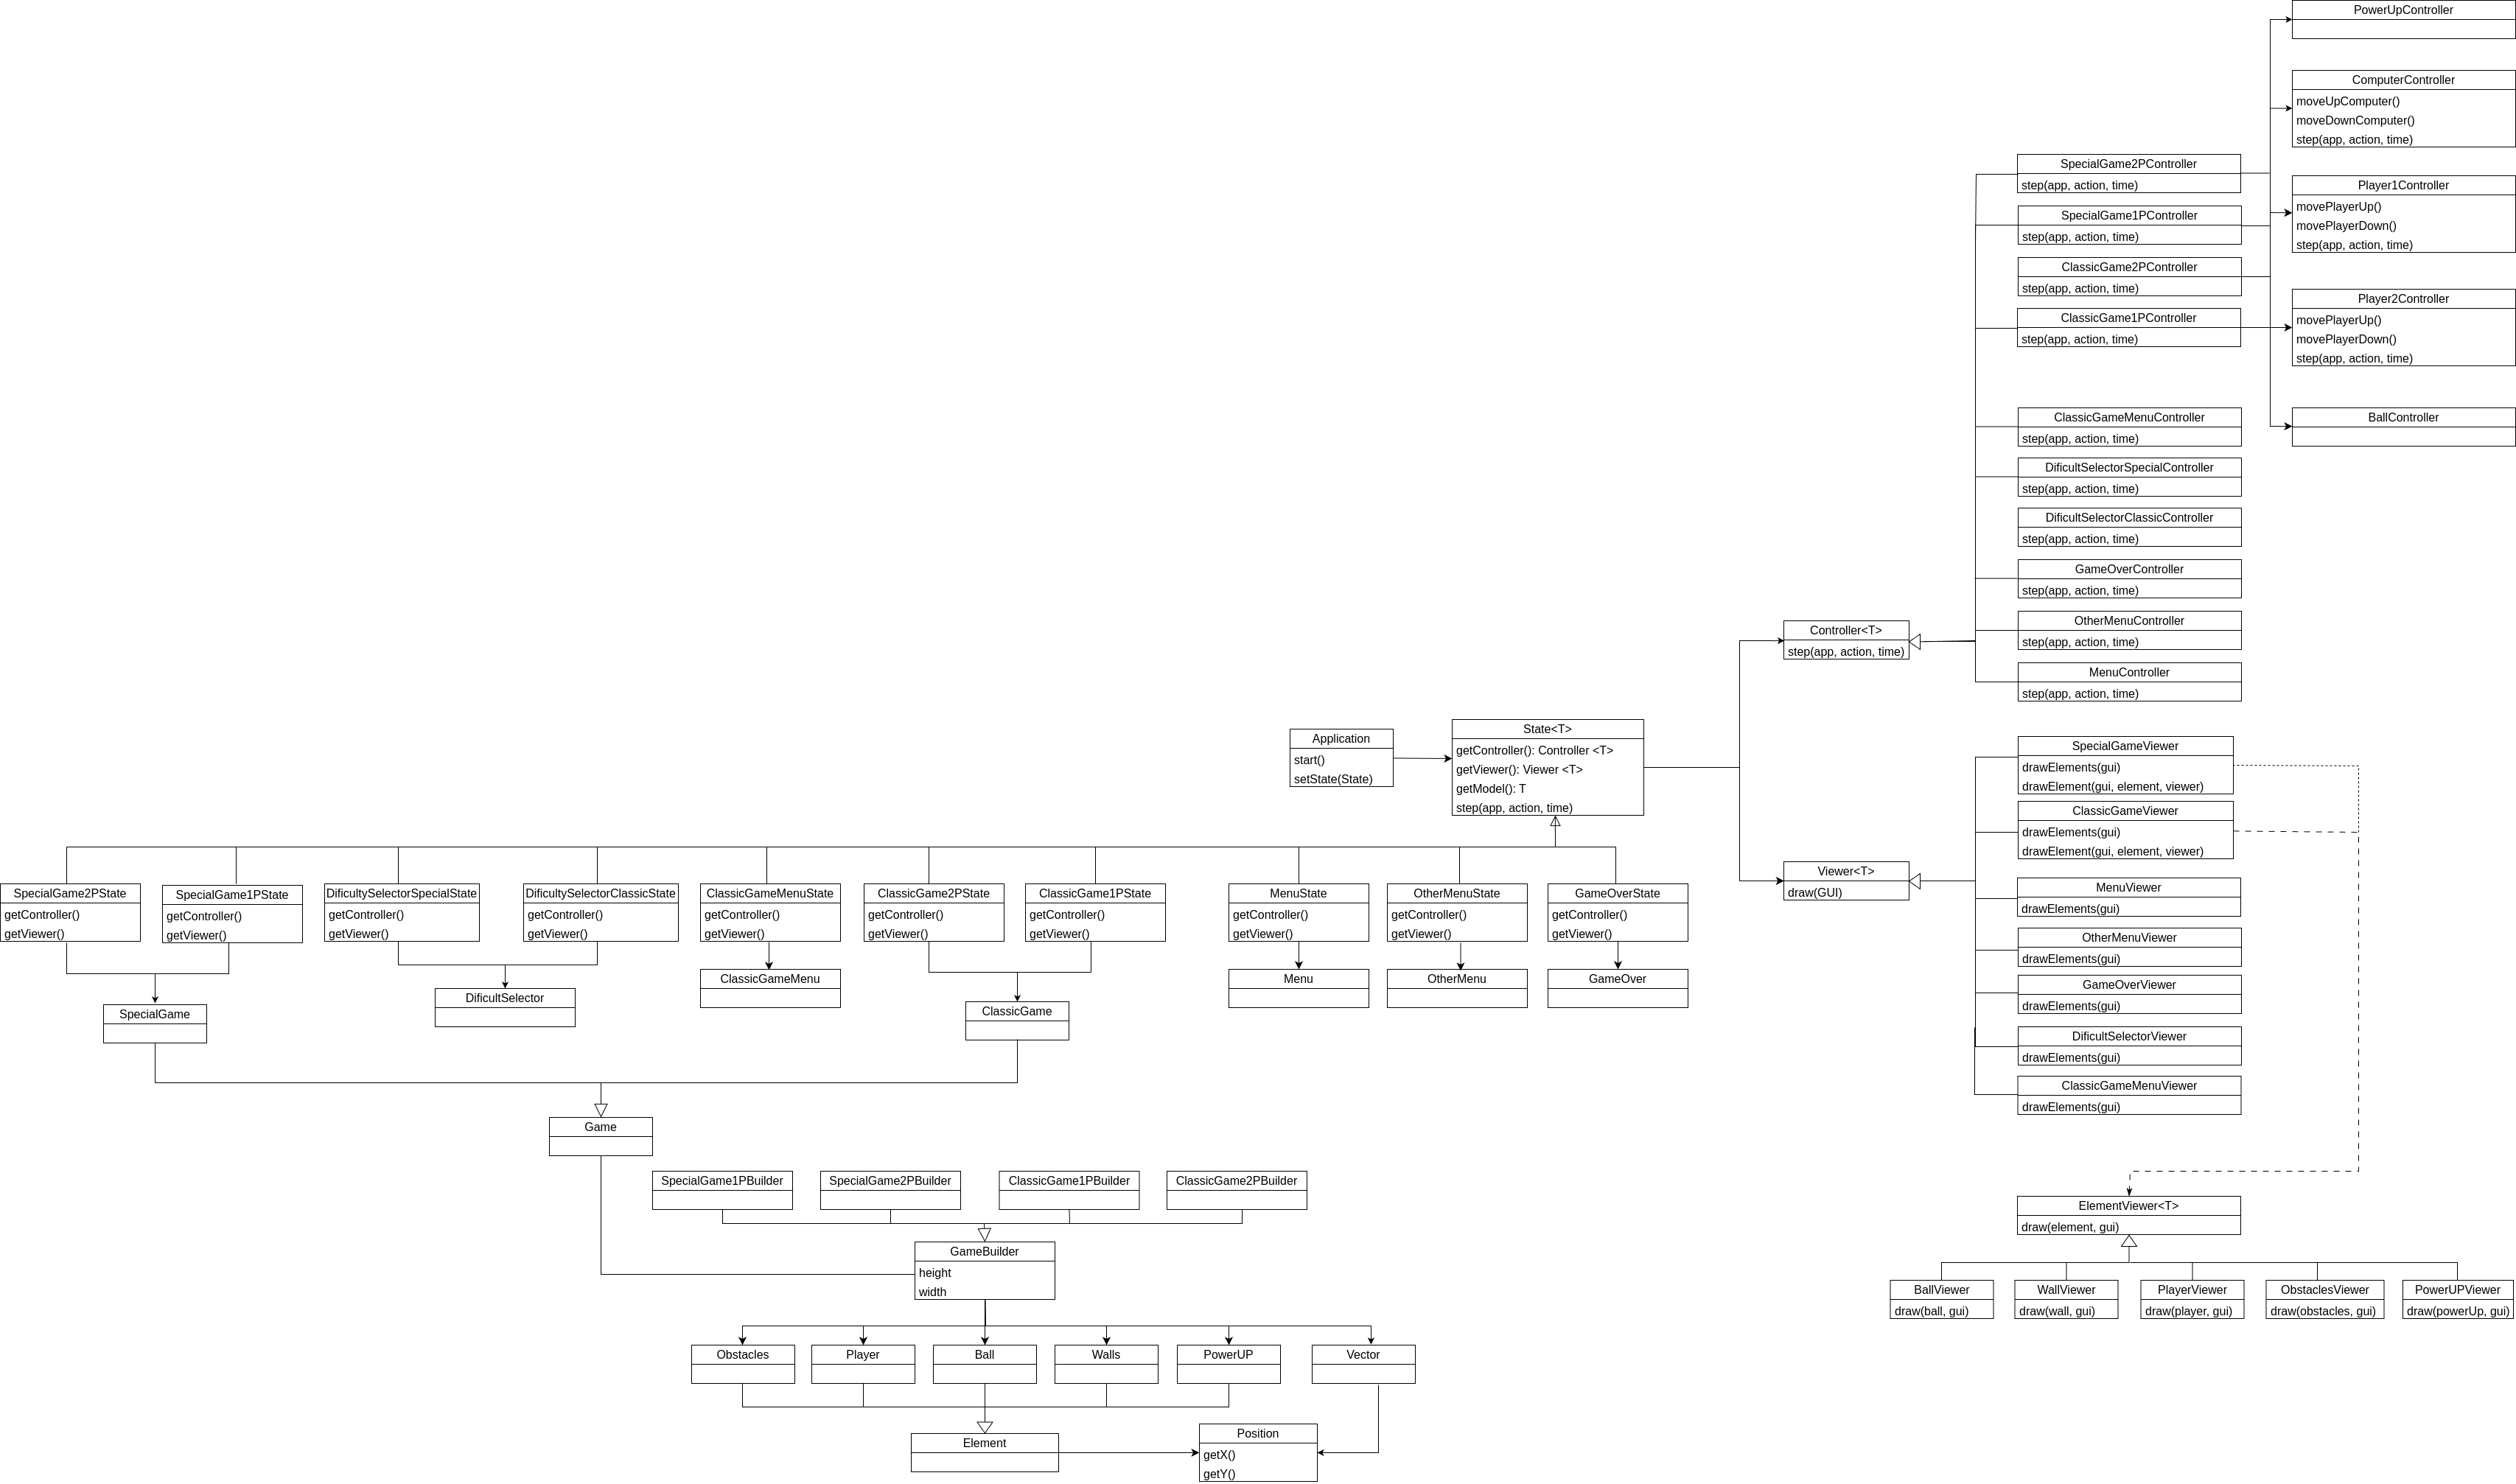 PowerUpController
ComputerController
moveUpComputer()
moveDownComputer()
step(app, action, time)
SpecialGame2PController
step(app, action, time)
Player1Controller
movePlayerUp()
movePlayerDown()
step(app, action, time)
SpecialGame1PController
step(app, action, time)
ClassicGame2PController
step(app, action, time)
Player2Controller
movePlayerUp()
movePlayerDown()
step(app, action, time)
ClassicGame1PController
step(app, action, time)
ClassicGameMenuController
step(app, action, time)
BallController
DificultSelectorSpecialController
step(app, action, time)
DificultSelectorClassicController
step(app, action, time)
GameOverController
step(app, action, time)
OtherMenuController
step(app, action, time)
Controller<T>
step(app, action, time)
MenuController
step(app, action, time)
Application
start()
setState(State)
State<T>
getController(): Controller <T>
getViewer(): Viewer <T>
getModel(): T
step(app, action, time)
SpecialGameViewer
drawElements(gui)
drawElement(gui, element, viewer)
ClassicGameViewer
drawElements(gui)
drawElement(gui, element, viewer)
Viewer<T>
draw(GUI)
MenuViewer
drawElements(gui)
OtherMenuViewer
drawElements(gui)
GameOverViewer
drawElements(gui)
DificultSelectorViewer
drawElements(gui)
ClassicGameMenuViewer
drawElements(gui)
SpecialGame2PState
getController()
getViewer()
SpecialGame1PState
getController()
getViewer()
DificultySelectorSpecialState
getController()
getViewer()
DificultySelectorClassicState
getController()
getViewer()
ClassicGameMenuState
getController()
getViewer()
ClassicGame2PState
getController()
getViewer()
ClassicGame1PState
getController()
getViewer()
MenuState
getController()
getViewer()
OtherMenuState
getController()
getViewer()
GameOverState
getController()
getViewer()
SpecialGame
DificultSelector
ClassicGameMenu
ClassicGame
Menu
OtherMenu
GameOver
Game
SpecialGame1PBuilder
SpecialGame2PBuilder
ClassicGame1PBuilder
ClassicGame2PBuilder
GameBuilder
height
width
ElementViewer<T>
draw(element, gui)
BallViewer
draw(ball, gui)
WallViewer
draw(wall, gui)
PlayerViewer
draw(player, gui)
ObstaclesViewer
draw(obstacles, gui)
PowerUPViewer
draw(powerUp, gui)
Obstacles
Player
Ball
Walls
PowerUP
Vector
Element
Position
getX()
getY()